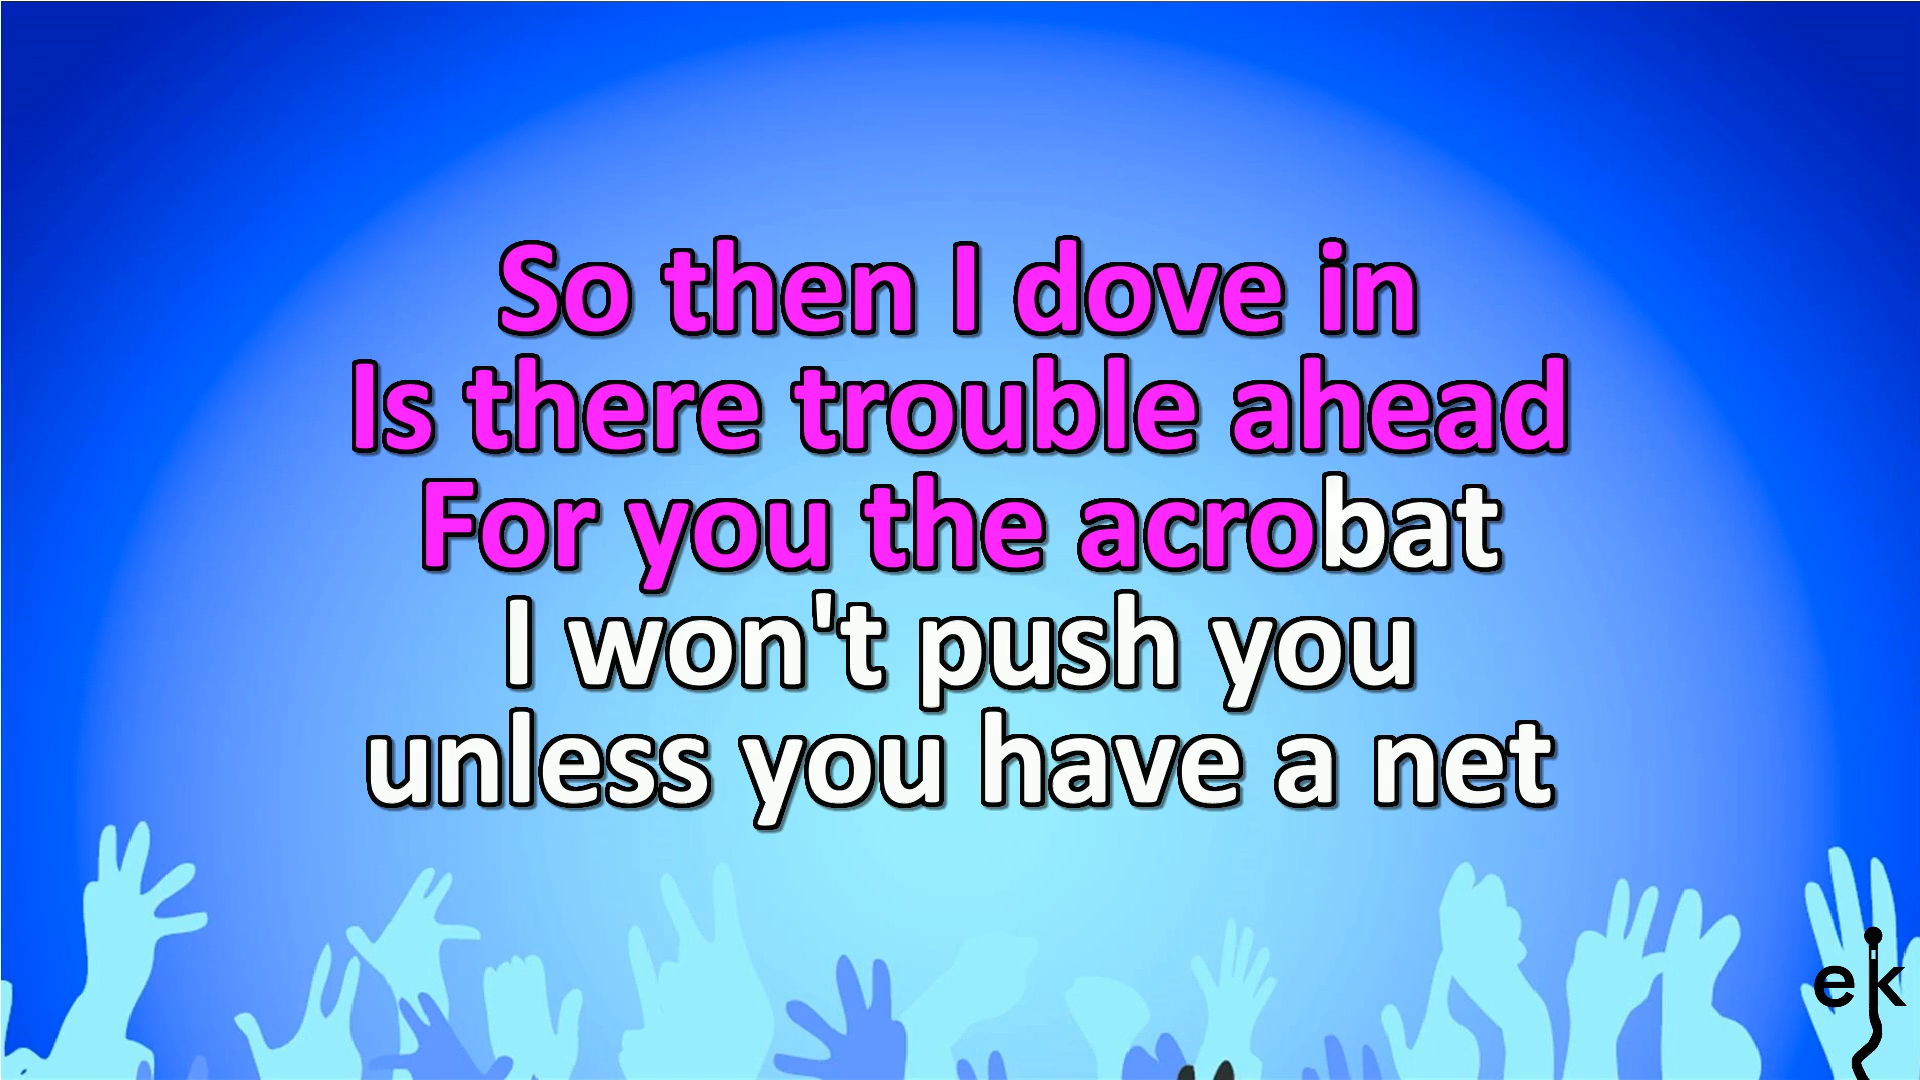 So then I dove in
Is there trouble ahead
For you the acrobat
I won't push you
unless you have a net
ek